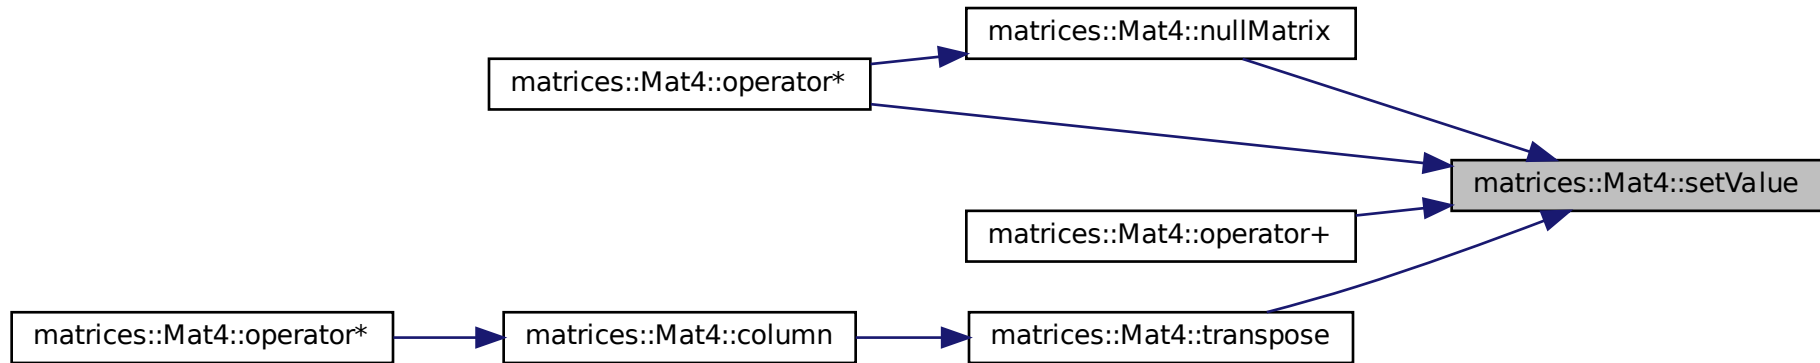 matrices::Mat4::nullMatrix
matrices::Mat4::operator*
matrices::Mat4::setValue
matrices::Mat4::operator+
matrices::Mat4::operator*
matrices::Mat4::column
matrices::Mat4::transpose